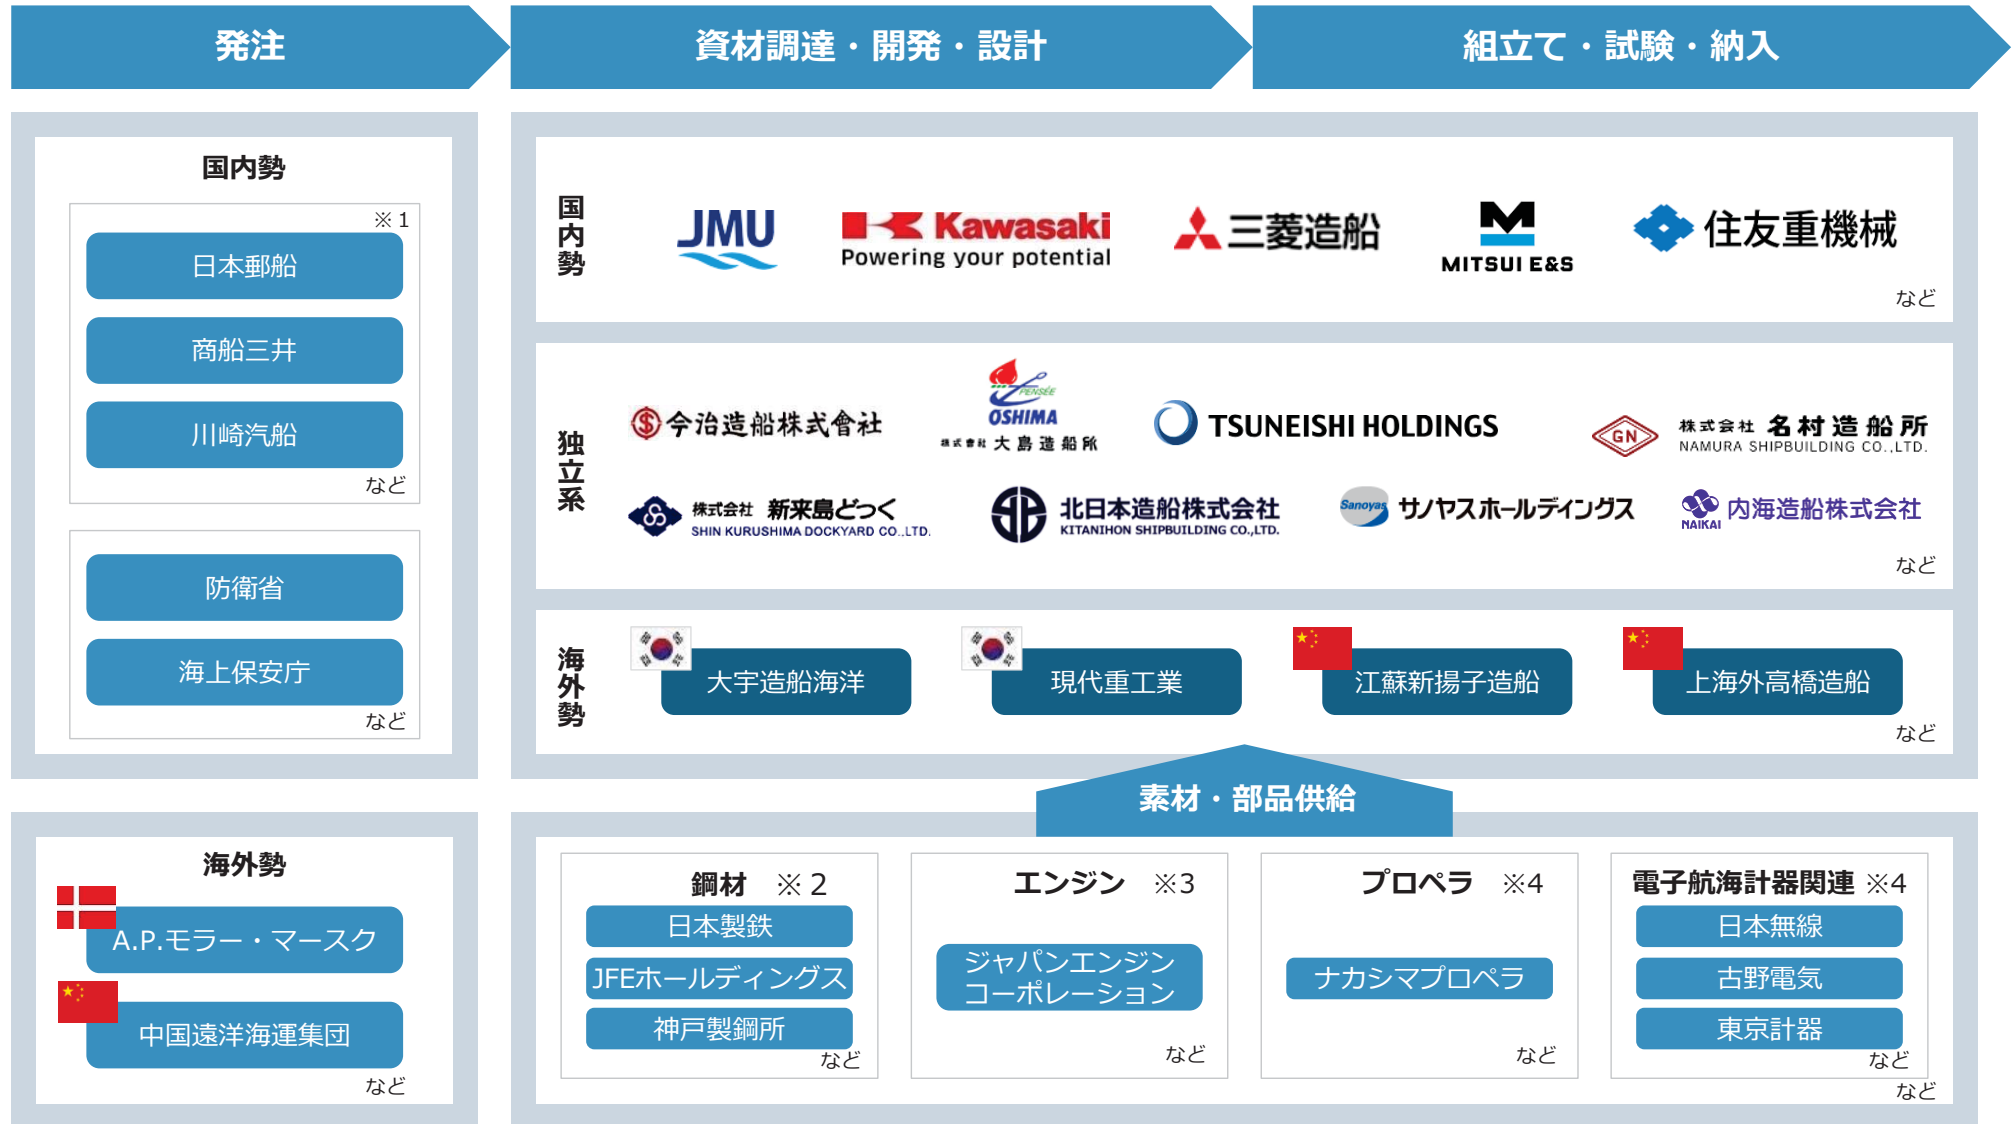 発注
資材調達・開発・設計
組立て・試験・納入
国内勢
※1
日本郵船
商船三井
川崎汽船
など
防衛省
海上保安庁
など
海外勢
A.P.モラー・マースク
中国遠洋海運集団
など
国内勢
JMU
Kawasaki
Powering your potential
三菱造船
MITSUI E&S
住友重機械
など
独立系
今治造船株式會社
PENSÉE
OSHIMA
株式会社 大島造船所
TSUNEISHI HOLDINGS
GN
株式会社 名村造船所
NAMURA SHIPBUILDING CO.,LTD.
株式会社 新来島どっく
SHIN KURUSHIMA DOCKYARD CO.,LTD.
北日本造船株式会社
KITANIHON SHIPBUILDING CO.,LTD.
Sanoyas
サノヤスホールディングス
NAIKAI
内海造船株式会社
など
海外勢
大宇造船海洋
現代重工業
江蘇新揚子造船
上海外高橋造船
など
素材・部品供給
鋼材 ※2
日本製鉄
JFEホールディングス
神戸製鋼所
など
エンジン ※3
ジャパンエンジン
コーポレーション
など
プロペラ ※4
ナカシマプロペラ
など
電子航海計器関連 ※4
日本無線
古野電気
東京計器
など
など